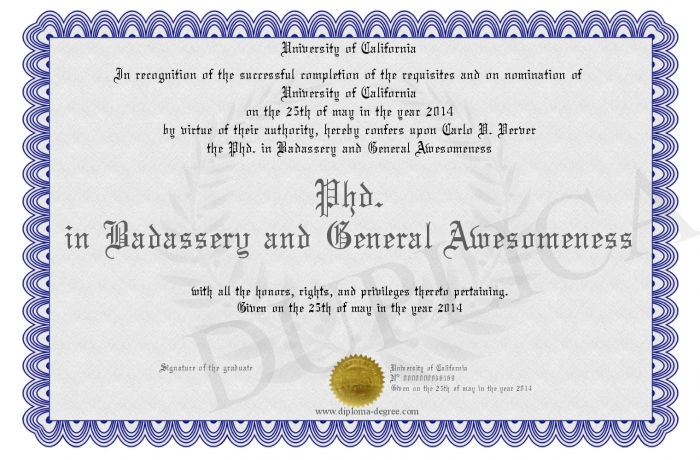 University of California
In recognition of the successful completion of the requisites and on nomination of
University of California
on the 25th of may in the year 2014
by virtue of their authority, hereby confers upon Carlo V. Verver
the Phd. in Badassery and General Awesomeness
Phd.
in Badassery and General Awesomeness
with all the honors, rights, and privileges thereto pertaining.
Given on the 25th of may in the year 2014
Signature of the graduate
University of California
Given on the 25th of may in the year 2014
www.diploma-degree.com
DUPLICA